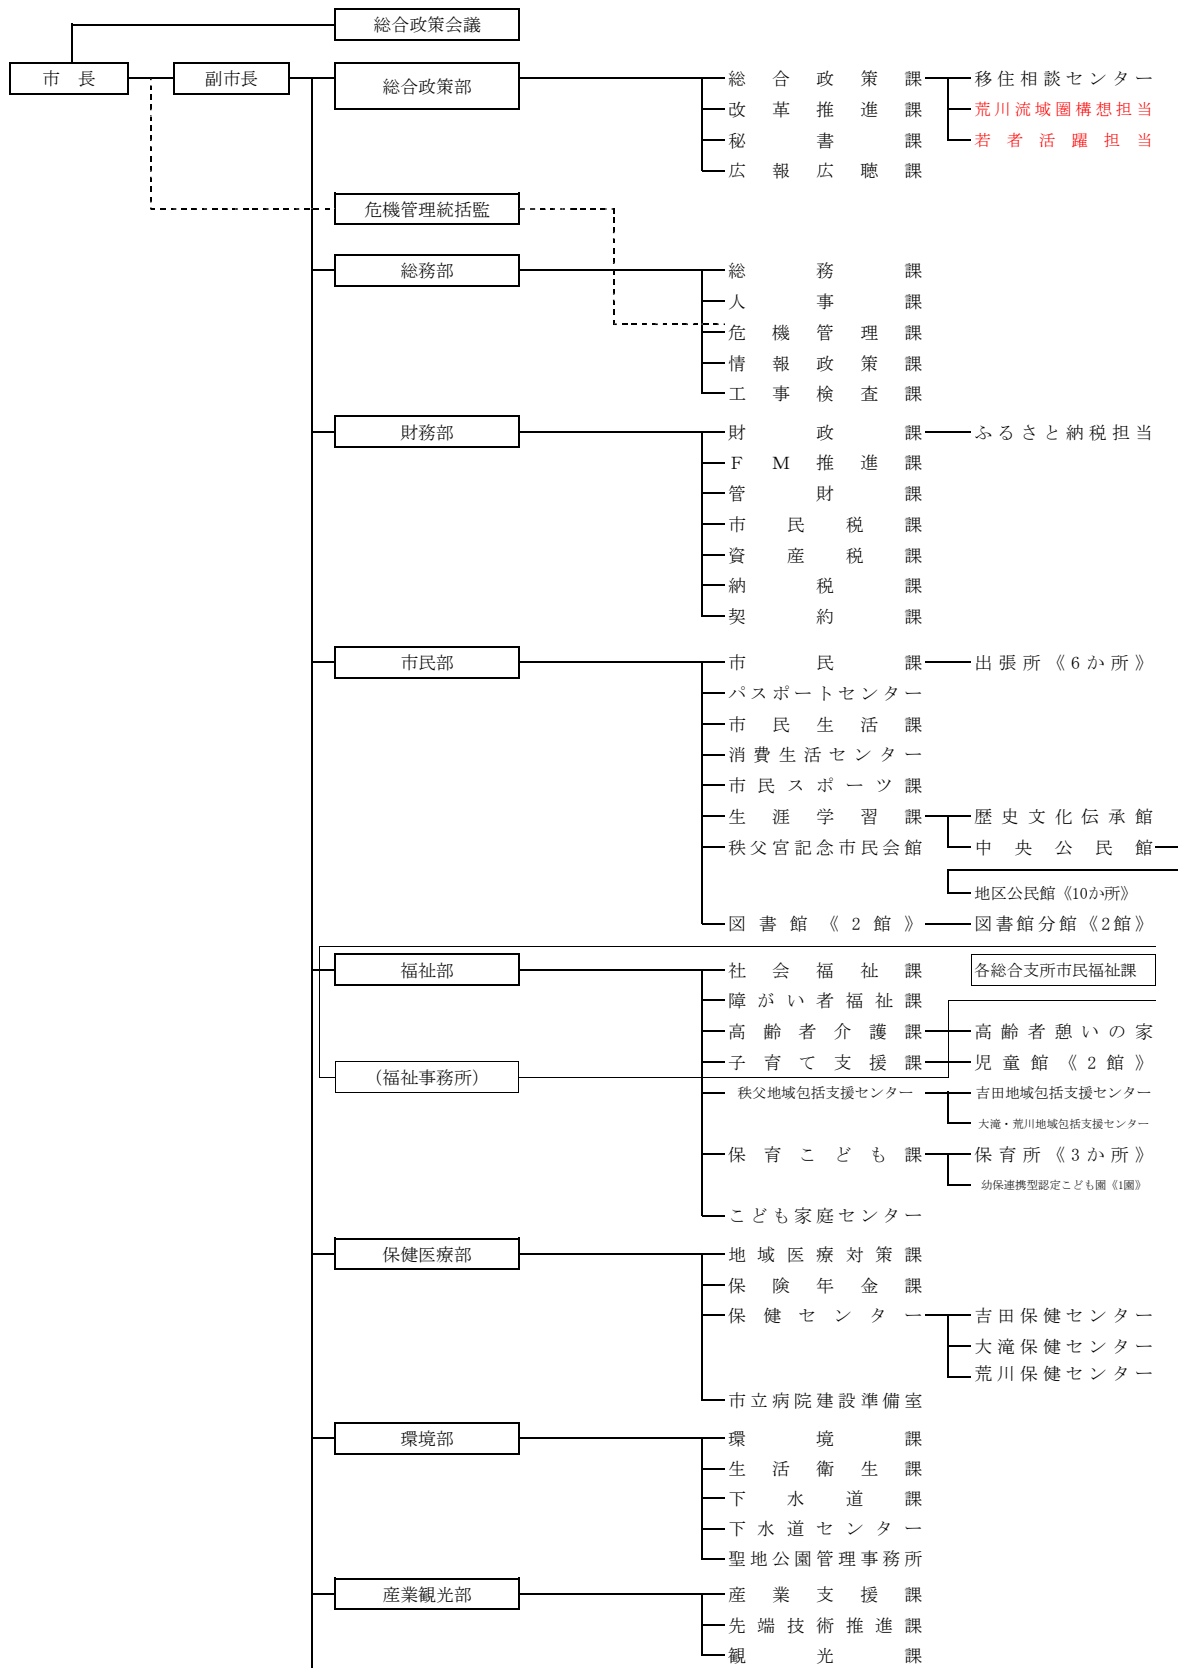 総合政策会議
市　長
副市長
総合政策部
総合政策課
移住相談センター
改革推進課
荒川流域圏構想担当
秘書課
若者活躍担当
広報広聴課
危機管理統括監
総務部
総務課
人事課
危機管理課
情報政策課
工事検査課
財務部
財政課
ふるさと納税担当
ＦＭ推進課
管財課
市民税課
資産税課
納税課
契約課
市民部
市民課
出張所《6か所》
パスポートセンター
市民生活課
消費生活センター
市民スポーツ課
生涯学習課
歴史文化伝承館
秩父宮記念市民会館
中央公民館
地区公民館《10か所》
図書館《2館》
図書館分館《2館》
福祉部
社会福祉課
各総合支所市民福祉課
障がい者福祉課
高齢者介護課
高齢者憩いの家
子育て支援課
児童館《2館》
（福祉事務所）
秩父地域包括支援センター
吉田地域包括支援センター
大滝・荒川地域包括支援センター
保育こども課
保育所《3か所》
幼保連携型認定こども園《1園》
こども家庭センター
保健医療部
地域医療対策課
保険年金課
保健センター
吉田保健センター
大滝保健センター
荒川保健センター
市立病院建設準備室
環境部
環境課
生活衛生課
下水道課
下水道センター
聖地公園管理事務所
産業観光部
産業支援課
先端技術推進課
観光課